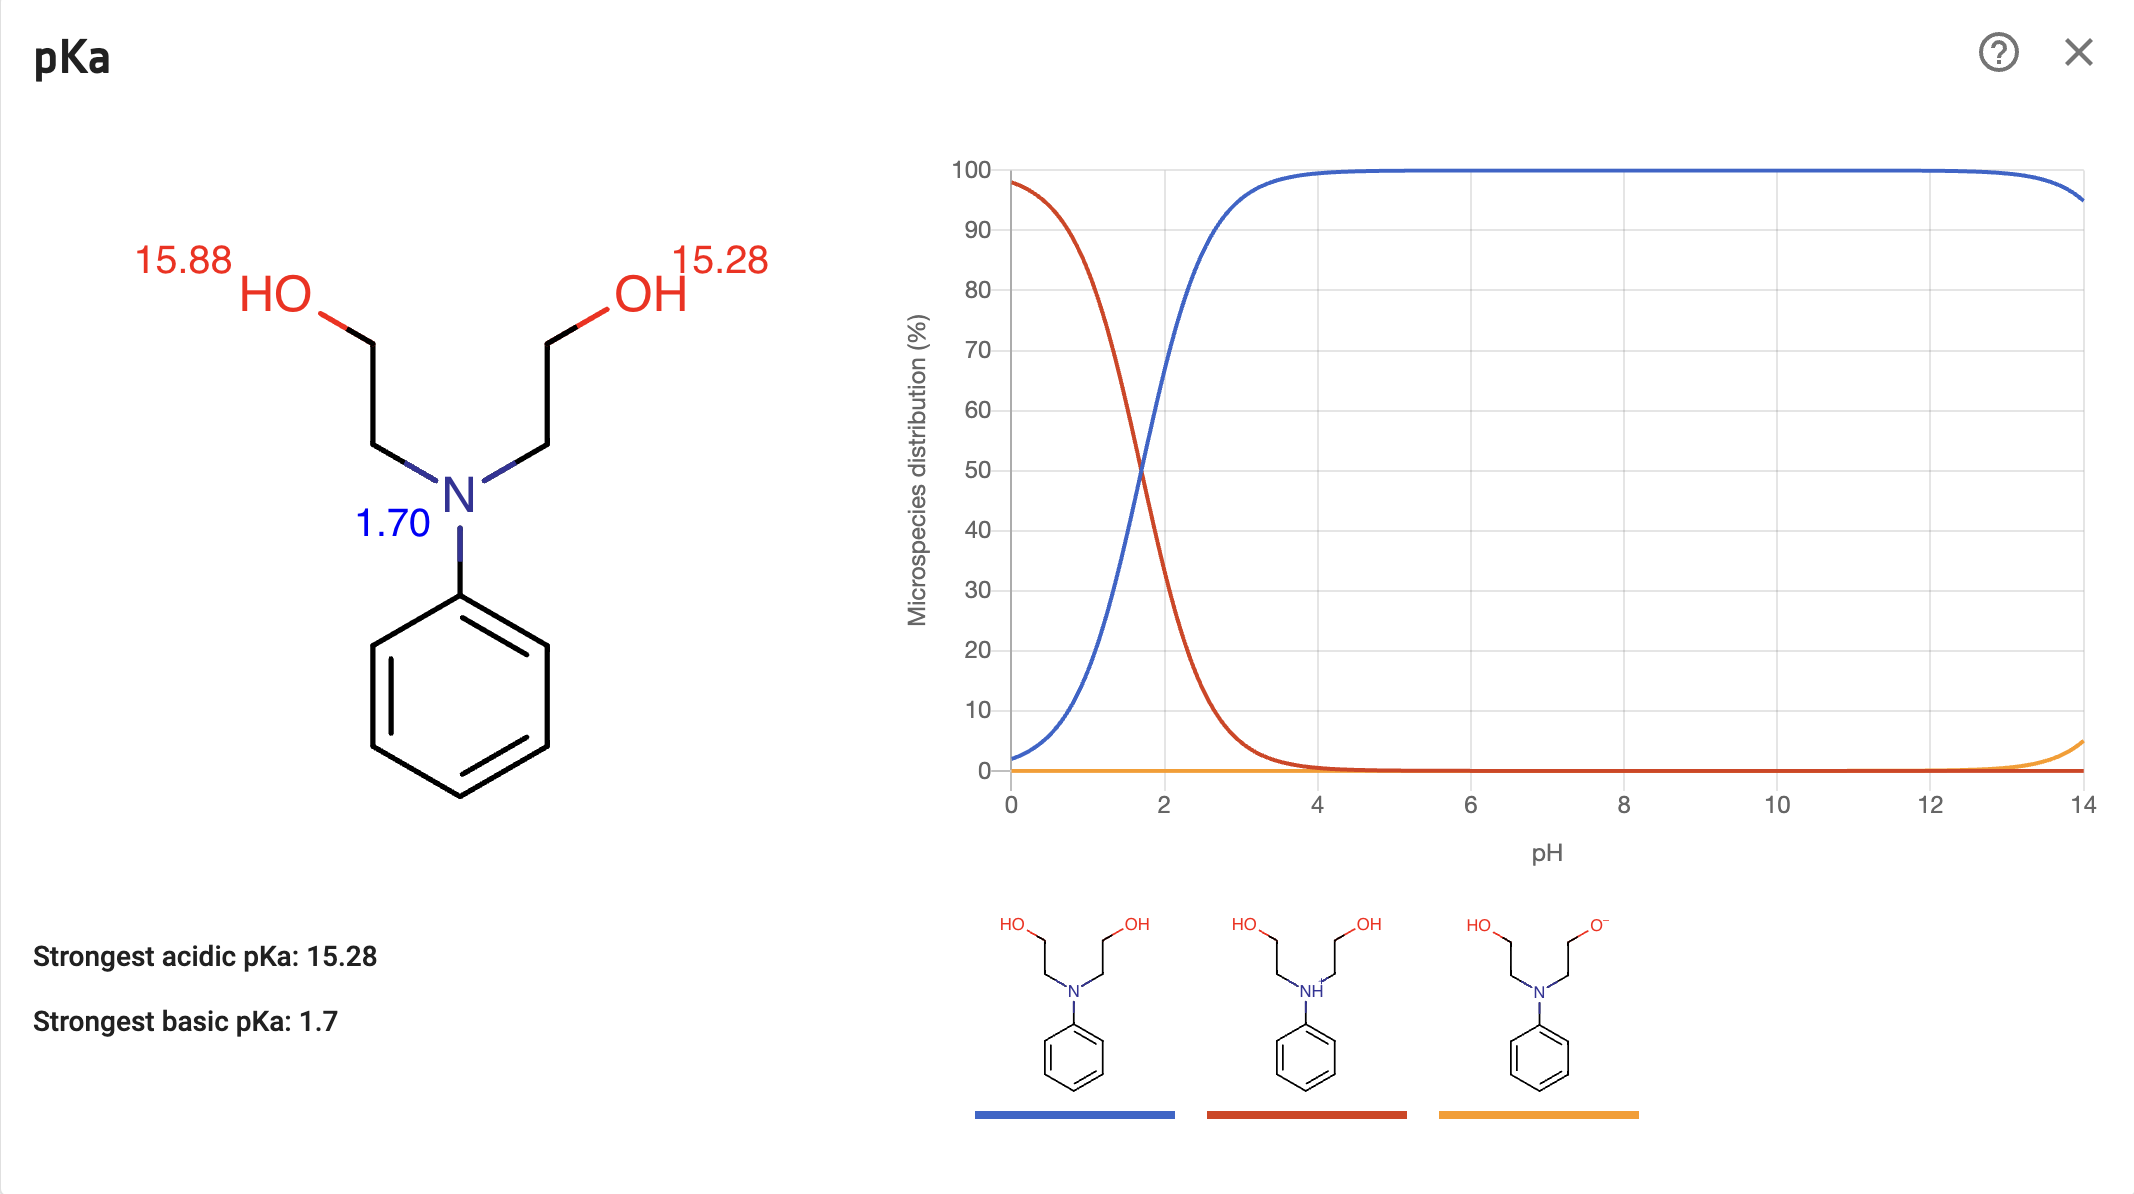 pKa
15.88
HO
15.28
OH
N
1.70
Strongest acidic pKa: 15.28
Strongest basic pKa: 1.7
Microspecies distribution (%)
100
90
80
70
60
50
40
30
20
10
0
0 2 4 6 8 10 12 14
pH
HO OH
N
HO OH
NH+
HO O−
N